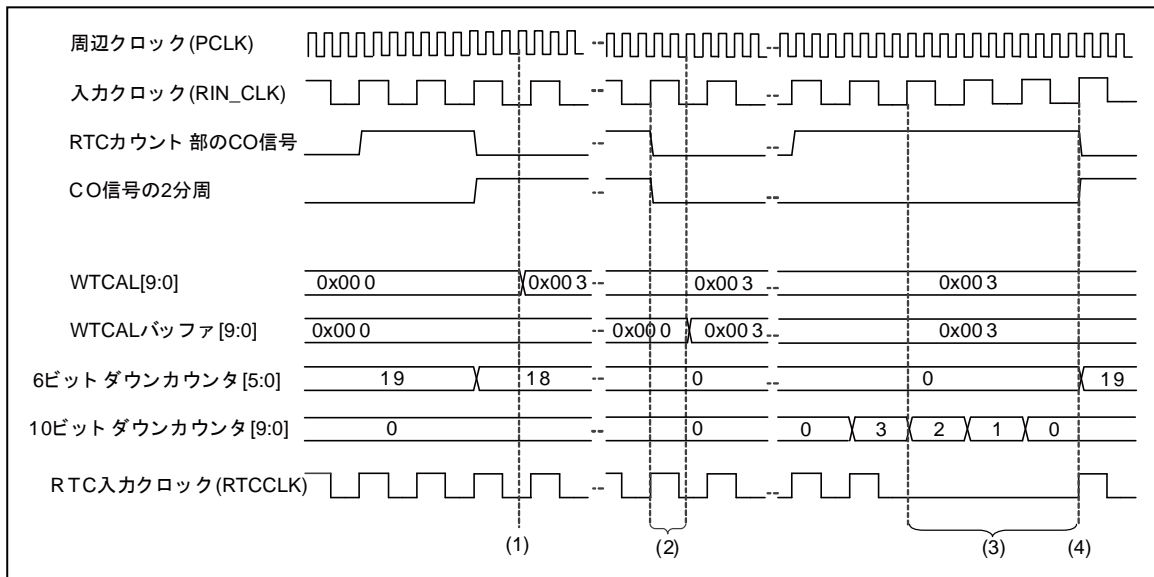 周辺クロック(PCLK)
入力クロック(RIN_CLK)
RTCカウント 部のCO信号
CO信号の2分周
WTCAL[9:0] 0x000 0x003 0x003 0x003
WTCALバッファ[9:0] 0x000 0x000 0x003 0x003
6ビットダウンカウンタ[5:0] 19 18 0 0 19
10ビットダウンカウンタ[9:0] 0 0 0 3 2 1 0
RTC入力クロック(RTCCLK)
(1) (2) (3) (4)